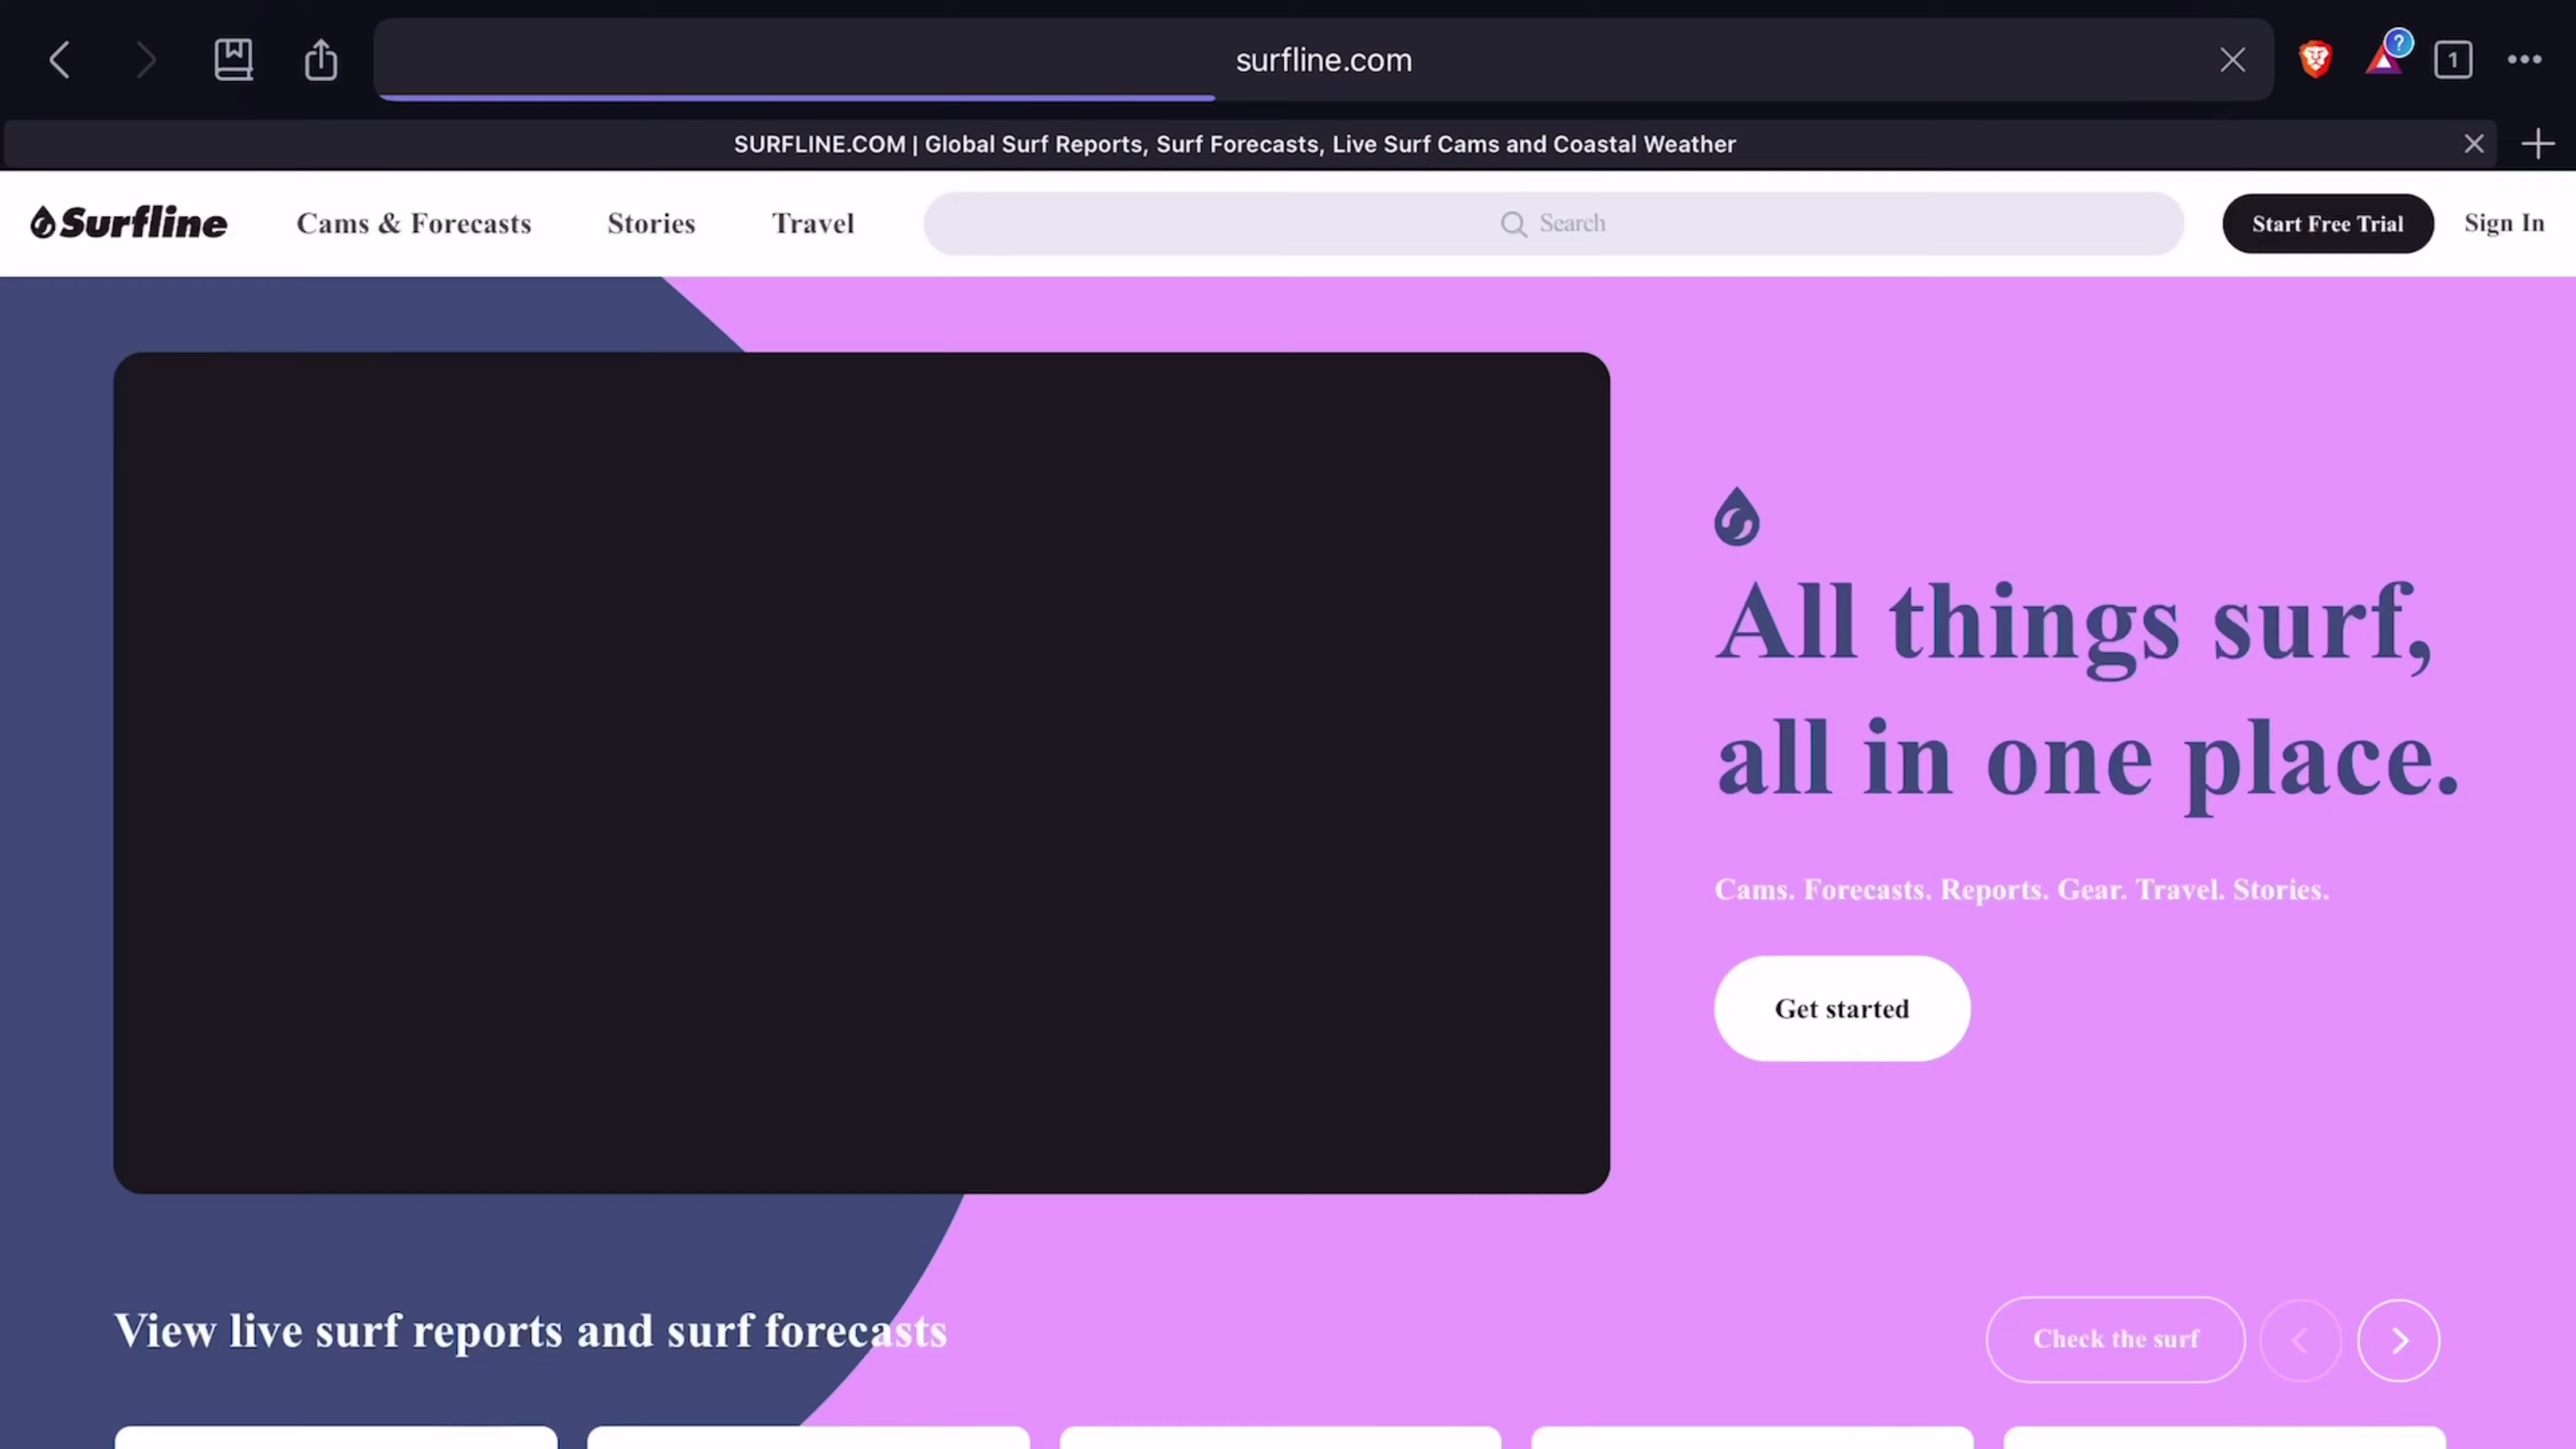 surfline.com
?
1
SURFLINE.COM | Global Surf Reports, Surf Forecasts, Live Surf Cams and Coastal Weather
Surfline
Cams & Forecasts
Stories
Travel
Search
Start Free Trial
Sign In
All things surf,
all in one place.
Cams. Forecasts. Reports. Gear. Travel. Stories.
Get started
View live surf reports and surf forecasts
Check the surf